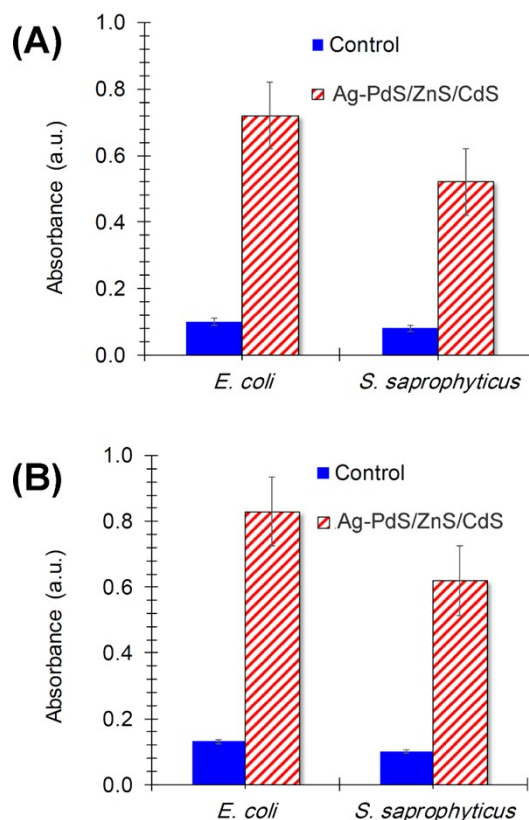 (A)
1.0
0.8
0.6
0.4
0.2
0.0
Absorbance (a.u.)
Control
Ag-PdS/ZnS/CdS
E. coli
S. saprophyticus
(B)
1.0
0.8
0.6
0.4
0.2
0.0
Absorbance (a.u.)
Control
Ag-PdS/ZnS/CdS
E. coli
S. saprophyticus